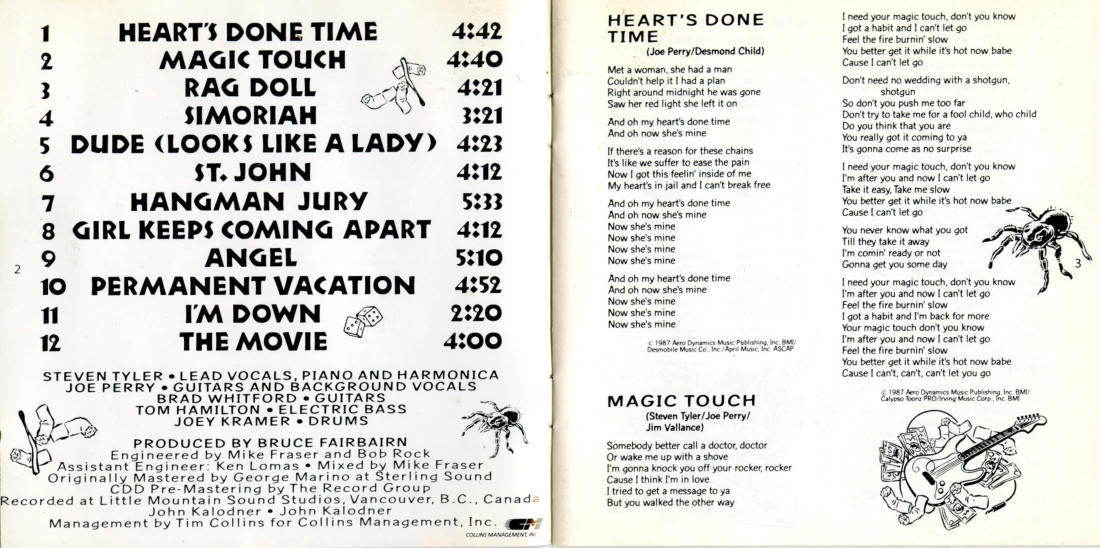 1 HEART'S DONE TIME 4:42
2 MAGIC TOUCH 4:40
3 RAG DOLL 4:21
4 SIMORIAH 3:21
5 DUDE (LOOKS LIKE A LADY) 4:23
6 ST. JOHN 4:12
7 HANGMAN JURY 5:33
8 GIRL KEEPS COMING APART 4:12
9 ANGEL 5:10
10 PERMANENT VACATION 4:52
11 I'M DOWN 2:20
12 THE MOVIE 4:00
2
STEVEN TYLER • LEAD VOCALS, PIANO AND HARMONICA
JOE PERRY • GUITARS AND BACKGROUND VOCALS
BRAD WHITFORD • GUITARS
TOM HAMILTON • ELECTRIC BASS
JOEY KRAMER • DRUMS
PRODUCED BY BRUCE FAIRBAIRN
Engineered by Mike Fraser and Bob Rock
Assistant Engineer: Ken Lomas • Mixed by Mike Fraser
Originally Mastered by George Marino at Sterling Sound
CDD Pre-Mastering by The Record Group
Recorded at Little Mountain Sound Studios, Vancouver, B.C., Canada
John Kalodner • John Kalodner
Management by Tim Collins for Collins Management, Inc.
CM
COLLINS MANAGEMENT, INC.
HEART'S DONE
TIME
(Joe Perry/Desmond Child)
Met a woman, she had a man
Couldn't help it I had a plan
Right around midnight he was gone
Saw her red light she left it on
And oh my heart's done time
And oh now she's mine
If there's a reason for these chains
It's like we suffer to ease the pain
Now I got this feelin' inside of me
My heart's in jail and I can't break free
And oh my heart's done time
And oh now she's mine
Now she's mine
Now she's mine
Now she's mine
Now she's mine
And oh my heart's done time
And oh now she's mine
Now she's mine
Now she's mine
Now she's mine
© 1987 Aero Dynamics Music Publishing, Inc. BMI/
Desmobile Music Co., Inc./April Music, Inc. ASCAP
MAGIC TOUCH
(Steven Tyler/Joe Perry/
Jim Vallance)
Somebody better call a doctor, doctor
Or wake me up with a shove
I'm gonna knock you off your rocker, rocker
Cause I think I'm in love
I tried to get a message to ya
But you walked the other way
I need your magic touch, don't you know
I got a habit and I can't let go
Feel the fire burnin' slow
You better get it while it's hot now babe
Cause I can't let go
Don't need no wedding with a shotgun,
shotgun
So don't you push me too far
Don't try to take me for a fool child, who child
Do you think that you are
You really got it coming to ya
It's gonna come as no surprise
I need your magic touch, don't you know
I'm after you and now I can't let go
Take it easy, Take me slow
You better get it while it's hot now babe
Cause I can't let go
You never know what you got
Till they take it away
I'm comin' ready or not
Gonna get you some day
3
I need your magic touch, don't you know
I'm after you and now I can't let go
Feel the fire burnin' slow
I got a habit and I'm back for more
Your magic touch don't you know
I'm after you and now I can't let go
Feel the fire burnin' slow
You better get it while it's hot now babe
Cause I can't, can't, can't let you go
© 1987 Aero Dynamics Music Publishing, Inc. BMI/
Calypso Toonz PRO/Irving Music Corp., Inc. BMI